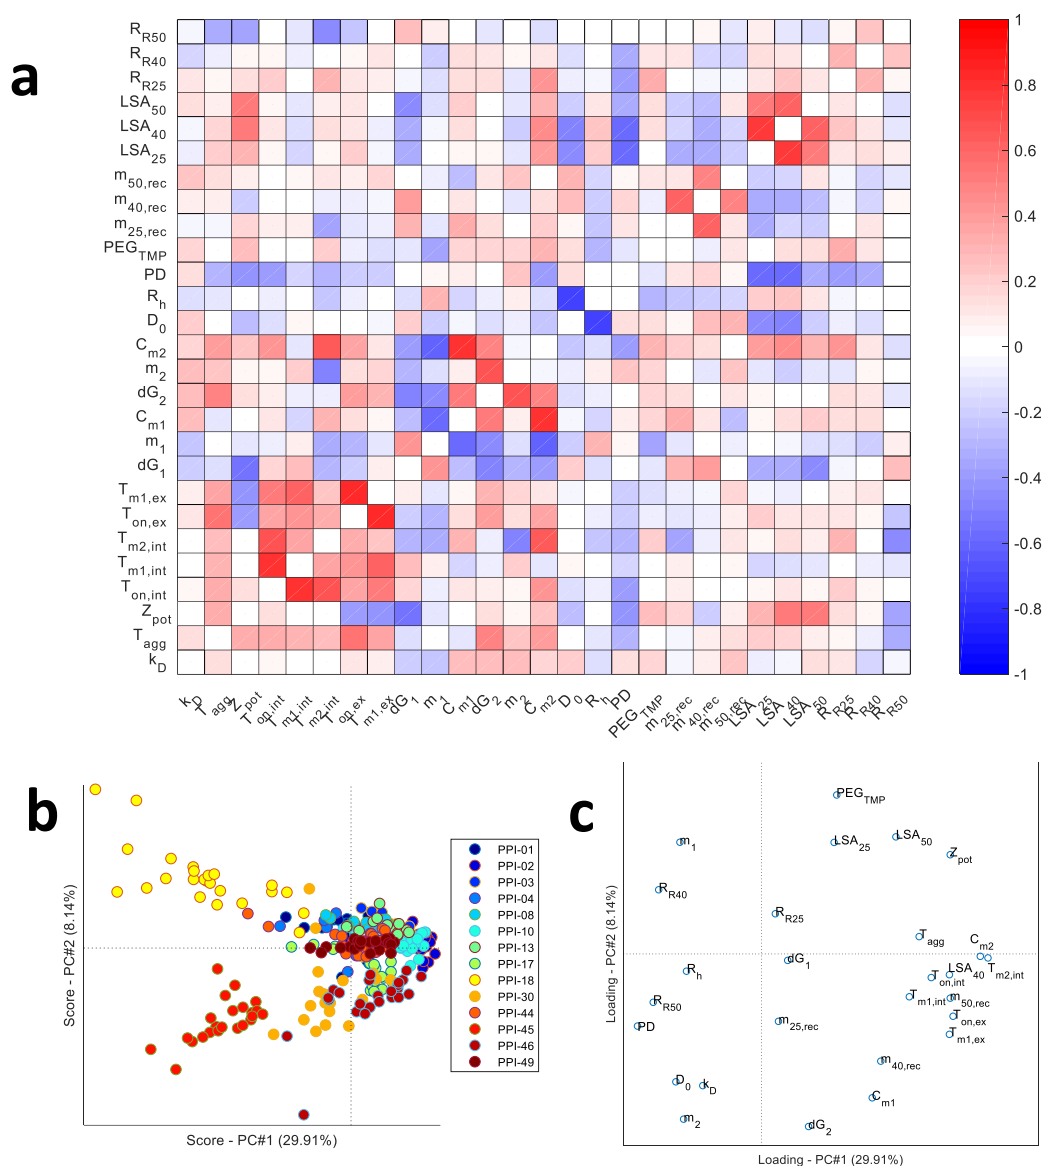 a
R_R50
R_R40
R_R25
LSA_50
LSA_40
LSA_25
m_50,rec
m_40,rec
m_25,rec
PEG_TMP
PD
R_h
D_0
C_m2
m_2
dG_2
C_m1
m_1
dG_1
T_m1,ex
T_on,ex
T_m2,int
T_m1,int
T_on,int
Z_pot
T_agg
k_D
k_D T_agg Z_pot T_on,int T_m1,int T_m2,int T_on,ex T_m1,ex dG_1 m_1 C_m1 dG_2 m_2 C_m2 D_0 R_h PD PEG_TMP m_25,rec m_40,rec m_50,rec LSA_25 LSA_40 LSA_50 R_R25 R_R40 R_R50
1
0.8
0.6
0.4
0.2
0
-0.2
-0.4
-0.6
-0.8
-1
b
Score - PC#2 (8.14%)
Score - PC#1 (29.91%)
PPI-01
PPI-02
PPI-03
PPI-04
PPI-08
PPI-10
PPI-13
PPI-17
PPI-18
PPI-30
PPI-44
PPI-45
PPI-46
PPI-49
c
Loading - PC#2 (8.14%)
PEG_TMP
m_1
LSA_25
LSA_50
Z_pot
R_R40
R_R25
T_agg
C_m2
dG_1
R_h
T_on,int
LSA_40
T_m2,int
R_R50
T_m1,int
m_50,rec
PD
m_25,rec
T_on,ex
T_m1,ex
m_40,rec
D_0
k_D
C_m1
m_2
dG_2
Loading - PC#1 (29.91%)